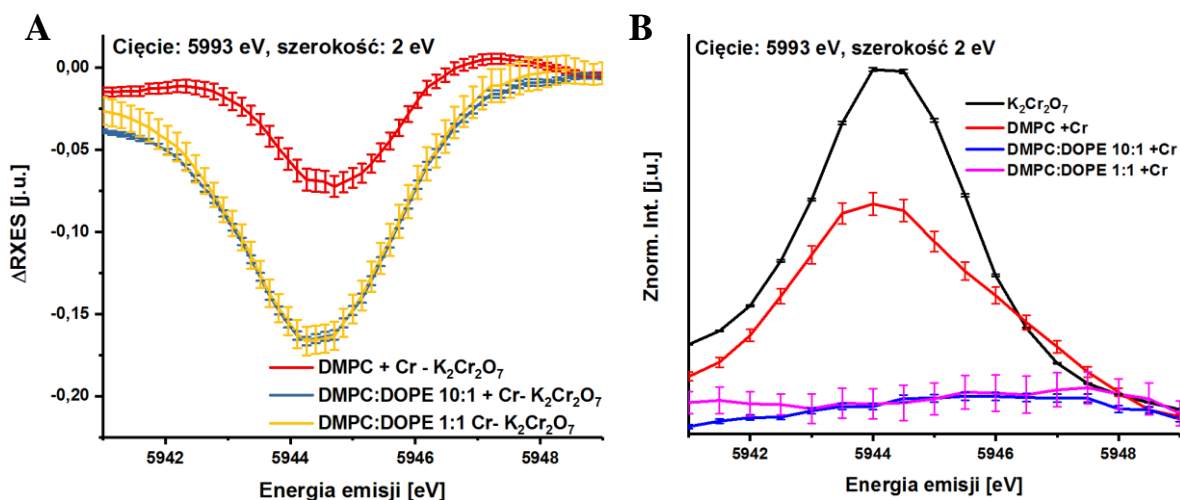 A
Cięcie: 5993 eV, szerokość: 2 eV
0,00
-0,05
-0,10
-0,15
-0,20
ΔRXES [j.u.]
DMPC + Cr - K₂Cr₂O₇
DMPC:DOPE 10:1 + Cr- K₂Cr₂O₇
DMPC:DOPE 1:1 Cr- K₂Cr₂O₇
5942 5944 5946 5948
Energia emisji [eV]
B
Cięcie: 5993 eV, szerokość 2 eV
K₂Cr₂O₇
DMPC +Cr
DMPC:DOPE 10:1 +Cr
DMPC:DOPE 1:1 +Cr
Znorm. Int. [j.u.]
5942 5944 5946 5948
Energia emisji [eV]